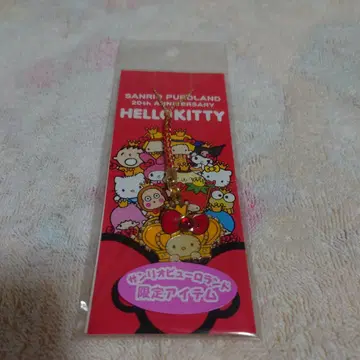 SANRIO PUROLAND
20th ANNIVERSARY
HELLO KITTY
サンリオピューロランド
限定アイテム